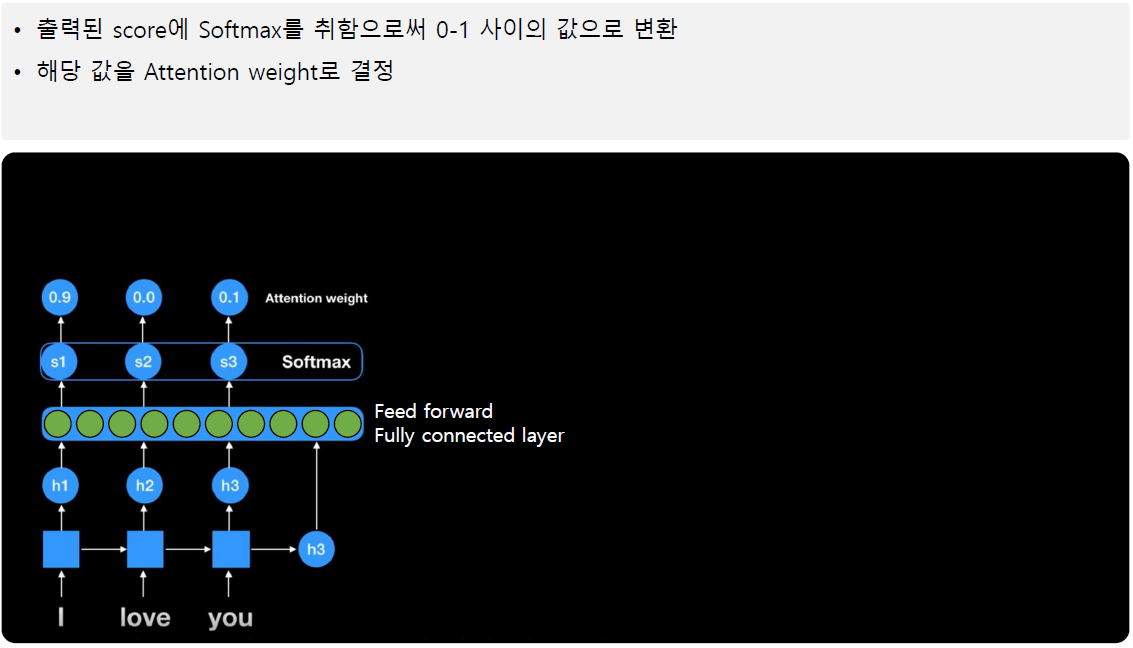 • 출력된 score에 Softmax를 취함으로써 0-1 사이의 값으로 변환
• 해당 값을 Attention weight로 결정
0.9 0.0 0.1 Attention weight
s1 s2 s3 Softmax
Feed forward
Fully connected layer
h1 h2 h3
h3
I love you